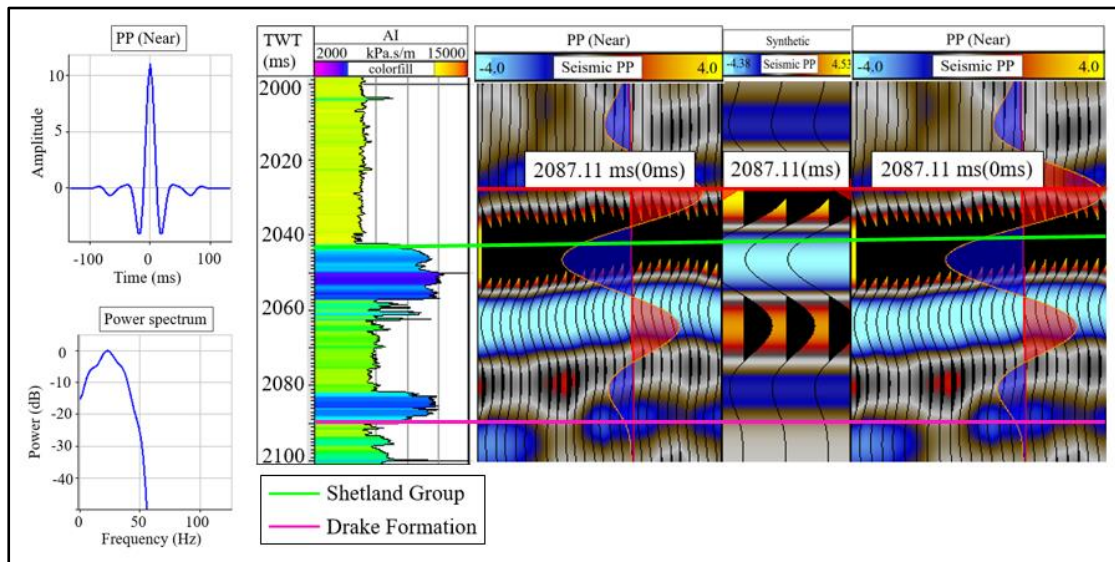 PP (Near)
Amplitude
10
5
0
-100
0
100
Time (ms)
Power spectrum
Power (dB)
0
-10
-20
-30
-40
0
50
100
Frequency (Hz)
TWT
(ms)
2000
2020
2040
2060
2080
2100
AI
2000 kPa.s/m 15000
colorfill
PP (Near)
-4.0 Seismic PP 4.0
2087.11 ms(0ms)
Synthetic
-4.38 Seismic PP 4.53
2087.11(ms)
PP (Near)
-4.0 Seismic PP 4.0
2087.11 ms(0ms)
Shetland Group
Drake Formation